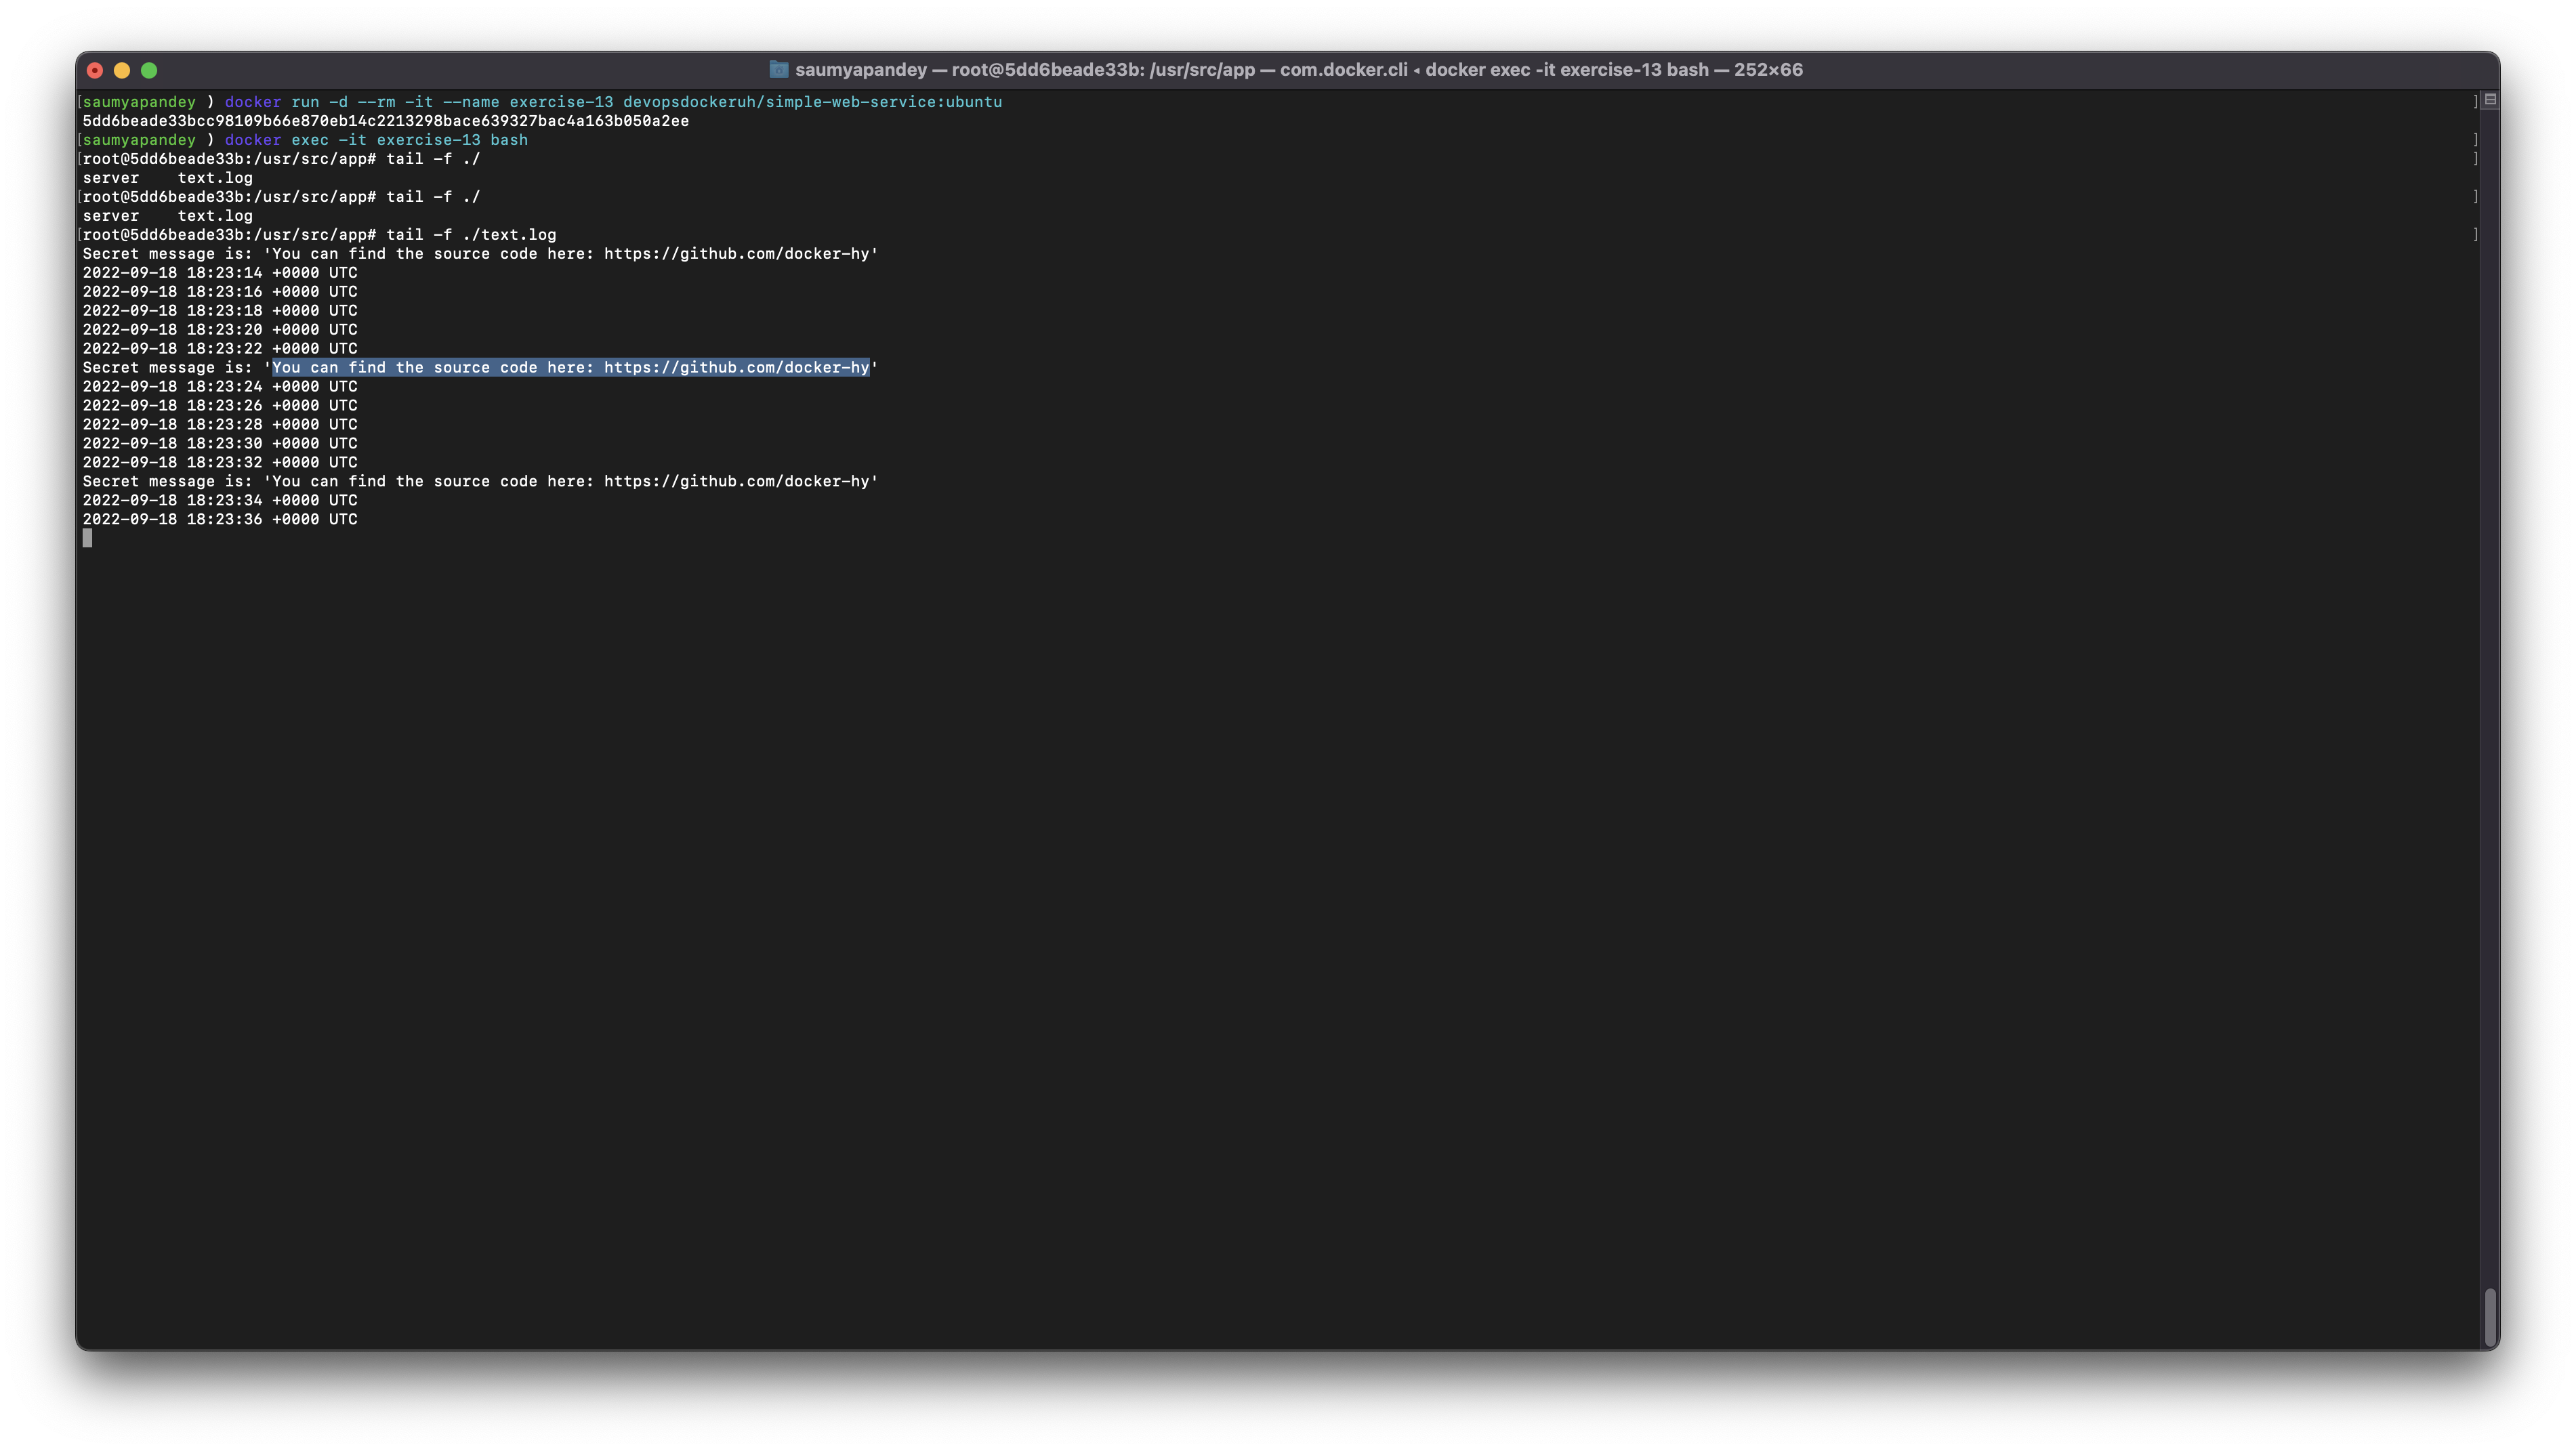 saumyapandey — root@5dd6beade33b: /usr/src/app — com.docker.cli ◂ docker exec -it exercise-13 bash — 252×66
[saumyapandey ) docker run -d --rm -it --name exercise-13 devopsdockeruh/simple-web-service:ubuntu ]
5dd6beade33bcc98109b66e870eb14c2213298bace639327bac4a163b050a2ee
[saumyapandey ) docker exec -it exercise-13 bash ]
[root@5dd6beade33b:/usr/src/app# tail -f ./ ]
server    text.log
[root@5dd6beade33b:/usr/src/app# tail -f ./ ]
server    text.log
[root@5dd6beade33b:/usr/src/app# tail -f ./text.log ]
Secret message is: 'You can find the source code here: https://github.com/docker-hy'
2022-09-18 18:23:14 +0000 UTC
2022-09-18 18:23:16 +0000 UTC
2022-09-18 18:23:18 +0000 UTC
2022-09-18 18:23:20 +0000 UTC
2022-09-18 18:23:22 +0000 UTC
Secret message is: 'You can find the source code here: https://github.com/docker-hy'
2022-09-18 18:23:24 +0000 UTC
2022-09-18 18:23:26 +0000 UTC
2022-09-18 18:23:28 +0000 UTC
2022-09-18 18:23:30 +0000 UTC
2022-09-18 18:23:32 +0000 UTC
Secret message is: 'You can find the source code here: https://github.com/docker-hy'
2022-09-18 18:23:34 +0000 UTC
2022-09-18 18:23:36 +0000 UTC